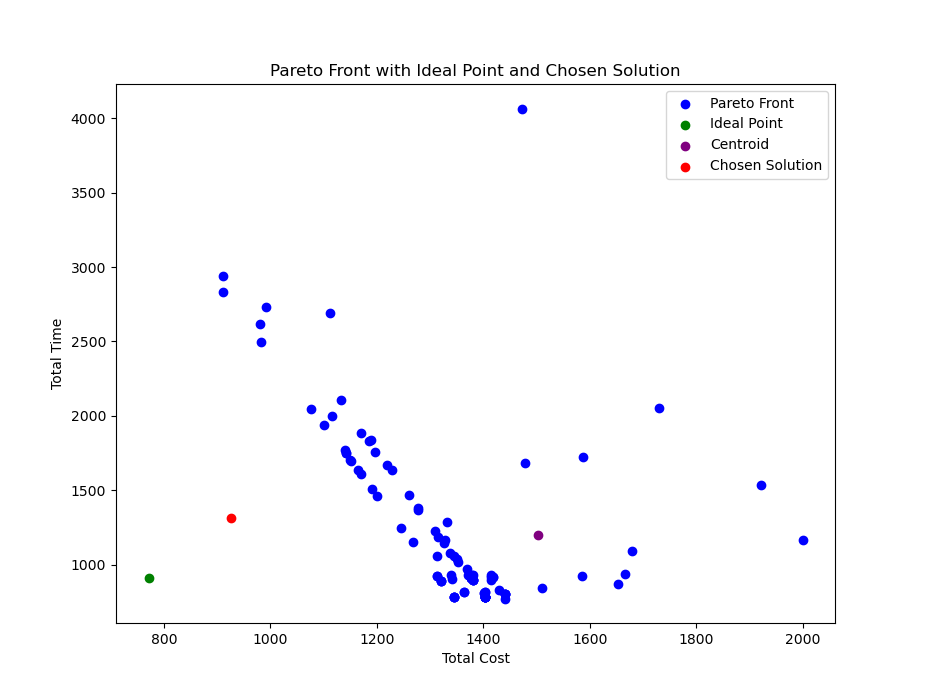 Pareto Front with Ideal Point and Chosen Solution
Pareto Front
Ideal Point
Centroid
Chosen Solution
Total Time
4000
3500
3000
2500
2000
1500
1000
800 1000 1200 1400 1600 1800 2000
Total Cost